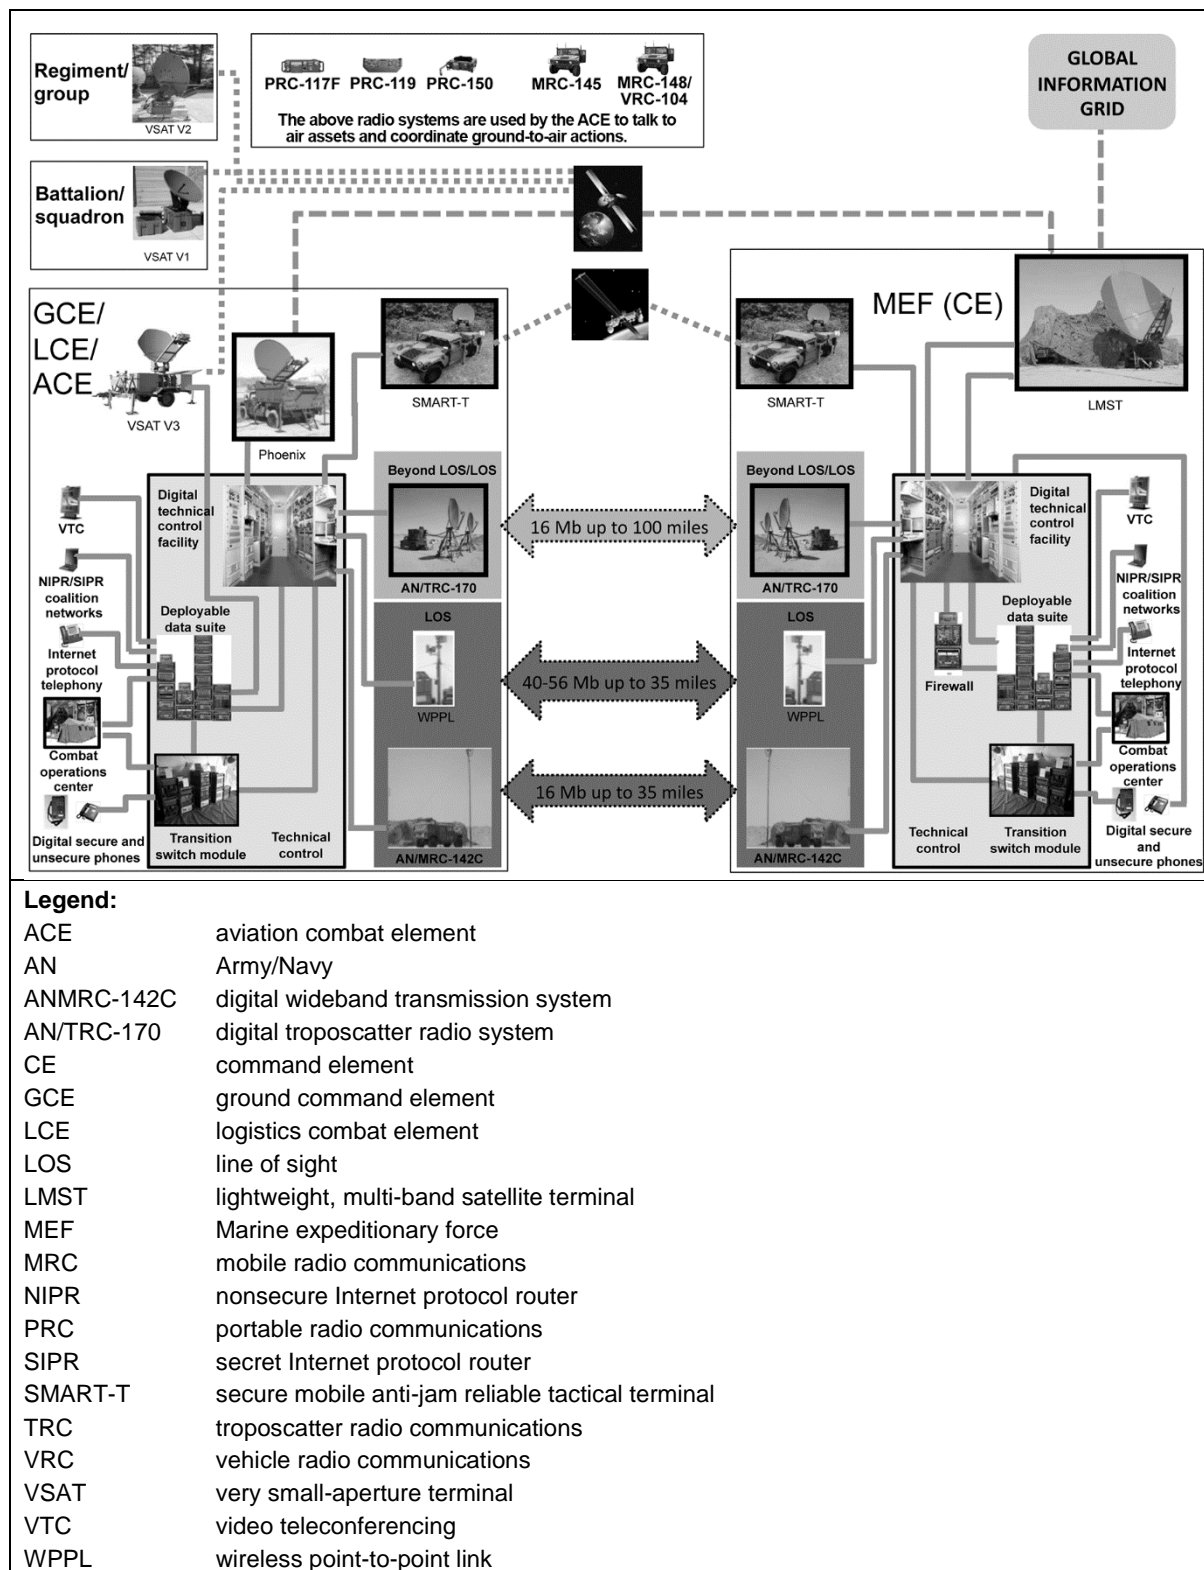 Regiment/
group
VSAT V2
PRC-117F PRC-119 PRC-150 MRC-145 MRC-148/
VRC-104
The above radio systems are used by the ACE to talk to
air assets and coordinate ground-to-air actions.
GLOBAL
INFORMATION
GRID
Battalion/
squadron
VSAT V1
GCE/
LCE/
ACE
VSAT V3
Phoenix
SMART-T
Digital
technical
control
facility
VTC
NIPR/SIPR
coalition
networks
Deployable
data suite
Internet
protocol
telephony
Combat
operations
center
Digital secure and
unsecure phones
Transition
switch module
Technical
control
Beyond LOS/LOS
AN/TRC-170
LOS
WPPL
AN/MRC-142C
16 Mb up to 100 miles
40-56 Mb up to 35 miles
16 Mb up to 35 miles
MEF (CE)
SMART-T
LMST
Beyond LOS/LOS
AN/TRC-170
LOS
WPPL
AN/MRC-142C
Digital
technical
control
facility
VTC
NIPR/SIPR
coalition
networks
Deployable
data suite
Firewall
Internet
protocol
telephony
Combat
operations
center
Technical
control
Transition
switch module
Digital secure
and
unsecure phones
Legend:
ACE aviation combat element
AN Army/Navy
ANMRC-142C digital wideband transmission system
AN/TRC-170 digital troposcatter radio system
CE command element
GCE ground command element
LCE logistics combat element
LOS line of sight
LMST lightweight, multi-band satellite terminal
MEF Marine expeditionary force
MRC mobile radio communications
NIPR nonsecure Internet protocol router
PRC portable radio communications
SIPR secret Internet protocol router
SMART-T secure mobile anti-jam reliable tactical terminal
TRC troposcatter radio communications
VRC vehicle radio communications
VSAT very small-aperture terminal
VTC video teleconferencing
WPPL wireless point-to-point link